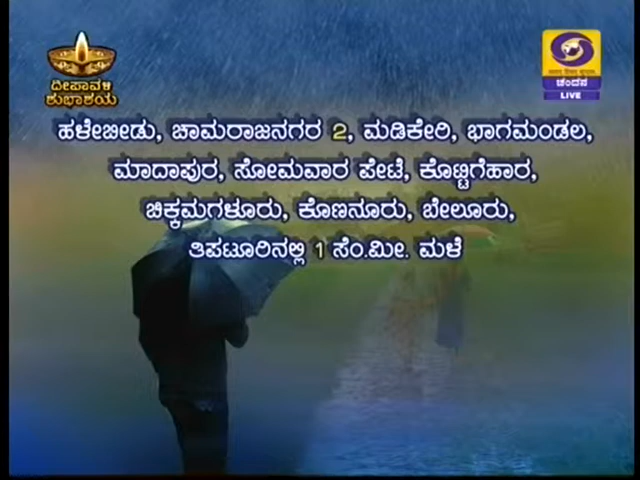 ದೀಪಾವಳಿ
ಶುಭಾಶಯ
ಚಂದನ
LIVE
ಹಳೇಬೀಡು, ಚಾಮರಾಜನಗರ 2, ಮಡಿಕೇರಿ, ಭಾಗಮಂಡಲ,
ಮಾದಾಪುರ, ಸೋಮವಾರ ಪೇಟೆ, ಕೊಟ್ಟಿಗೆಹಾರ,
ಚಿಕ್ಕಮಗಳೂರು, ಕೊಣನೂರು, ಬೇಲೂರು,
ತಿಪಟೂರಿನಲ್ಲಿ 1 ಸೆಂ.ಮೀ. ಮಳೆ